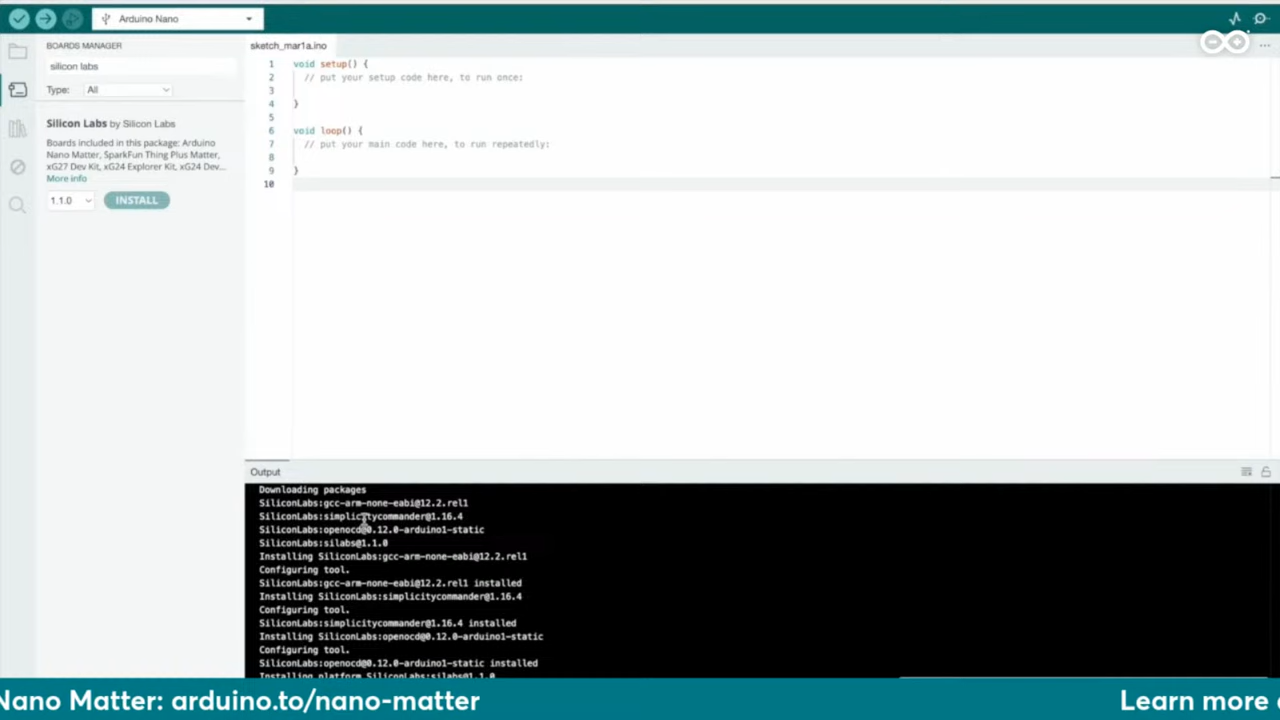 Arduino Nano
BOARDS MANAGER
silicon labs
Type: All
Silicon Labs by Silicon Labs
Boards included in this package: Arduino
Nano Matter, SparkFun Thing Plus Matter,
xG27 Dev Kit, xG24 Explorer Kit, xG24 Dev...
More info
1.1.0
INSTALL
sketch_mar1a.ino
1 void setup() {
2 // put your setup code here, to run once:
3
4 }
5
6 void loop() {
7 // put your main code here, to run repeatedly:
8
9 }
10
Output
Downloading packages
SiliconLabs:gcc-arm-none-eabi@12.2.rel1
SiliconLabs:simplicitycommander@1.16.4
SiliconLabs:openocd@0.12.0-arduino1-static
SiliconLabs:silabs@1.1.0
Installing SiliconLabs:gcc-arm-none-eabi@12.2.rel1
Configuring tool.
SiliconLabs:gcc-arm-none-eabi@12.2.rel1 installed
Installing SiliconLabs:simplicitycommander@1.16.4
Configuring tool.
SiliconLabs:simplicitycommander@1.16.4 installed
Installing SiliconLabs:openocd@0.12.0-arduino1-static
Configuring tool.
SiliconLabs:openocd@0.12.0-arduino1-static installed
Installing platform SiliconLabs:silabs@1.1.0
Nano Matter: arduino.to/nano-matter
Learn more